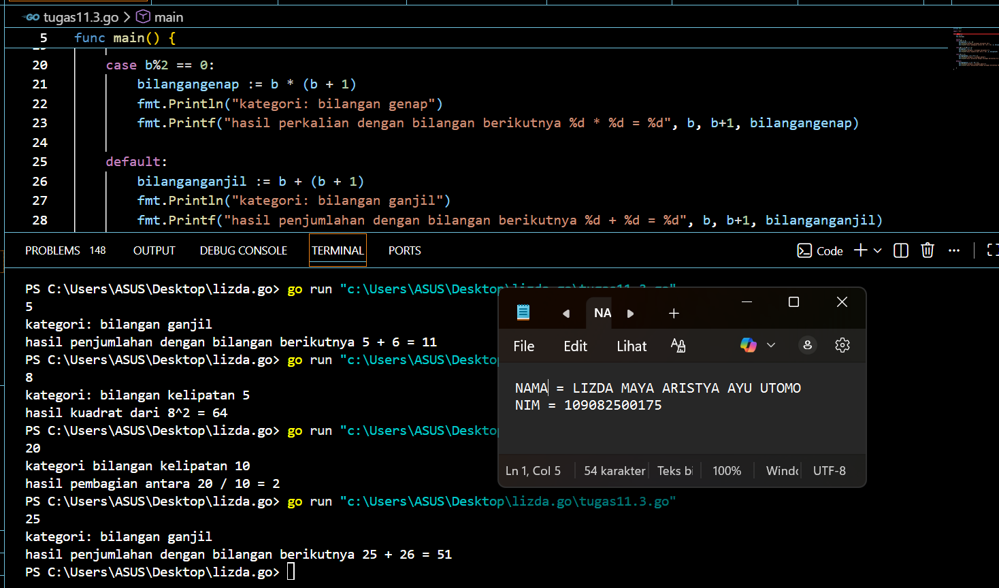 GO tugas11.3.go > main
5 func main() {
20 case b%2 == 0:
21 bilangangenap := b * (b + 1)
22 fmt.Println("kategori: bilangan genap")
23 fmt.Printf("hasil perkalian dengan bilangan berikutnya %d * %d = %d", b, b+1, bilangangenap)
24
25 default:
26 bilanganganjil := b + (b + 1)
27 fmt.Println("kategori: bilangan ganjil")
28 fmt.Printf("hasil penjumlahan dengan bilangan berikutnya %d + %d = %d", b, b+1, bilanganganjil)
PROBLEMS 148 OUTPUT DEBUG CONSOLE TERMINAL PORTS Code
PS C:\Users\ASUS\Desktop\lizda.go> go run "c:\Users\ASUS\Desktop\lizda.go\tugas11.3.go"
5
kategori: bilangan ganjil
hasil penjumlahan dengan bilangan berikutnya 5 + 6 = 11
PS C:\Users\ASUS\Desktop\lizda.go> go run "c:\Users\ASUS\Desktop
8
kategori: bilangan kelipatan 5
hasil kuadrat dari 8^2 = 64
PS C:\Users\ASUS\Desktop\lizda.go> go run "c:\Users\ASUS\Desktop
20
kategori bilangan kelipatan 10
hasil pembagian antara 20 / 10 = 2
PS C:\Users\ASUS\Desktop\lizda.go> go run "c:\Users\ASUS\Desktop\lizda.go\tugas11.3.go"
25
kategori: bilangan ganjil
hasil penjumlahan dengan bilangan berikutnya 25 + 26 = 51
PS C:\Users\ASUS\Desktop\lizda.go>
NA
File Edit Lihat
NAMA = LIZDA MAYA ARISTYA AYU UTOMO
NIM = 109082500175
Ln 1, Col 5 54 karakter Teks bi 100% Windo UTF-8